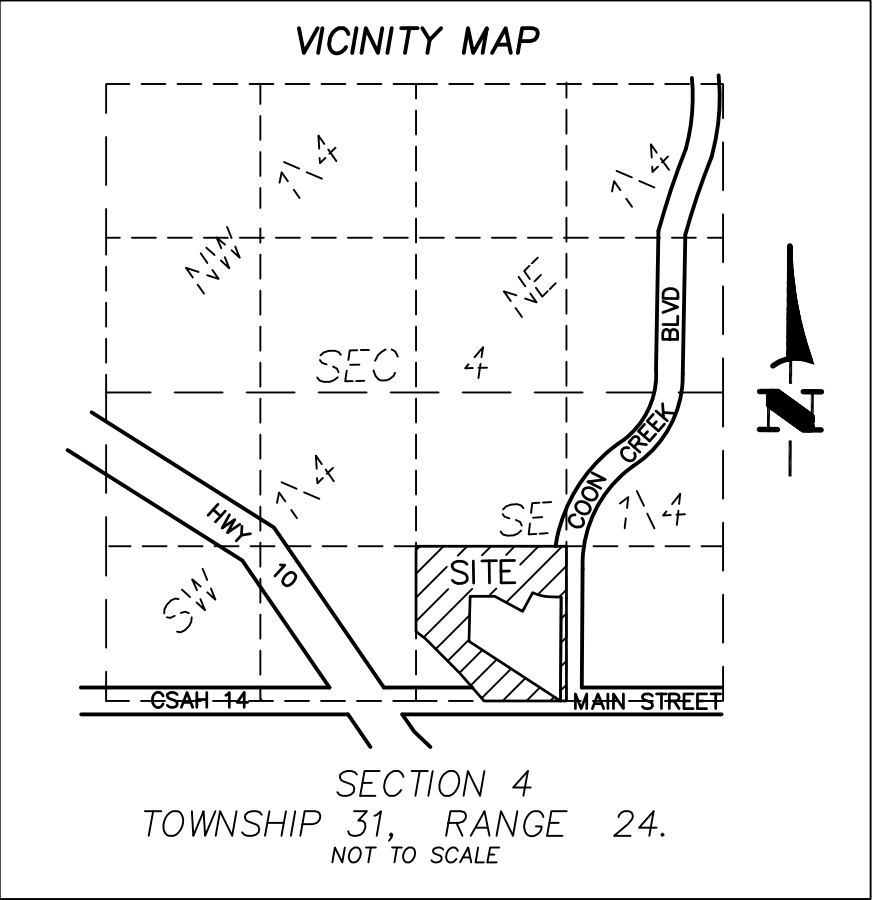 VICINITY MAP
1\4
1\4
NW
NE
SEC 4
BLVD
N
CREEK
COON
1\4
SE 1\4
HWY
10
SITE
SW
CSAH 14
MAIN STREET
SECTION 4
TOWNSHIP 31, RANGE 24.
NOT TO SCALE